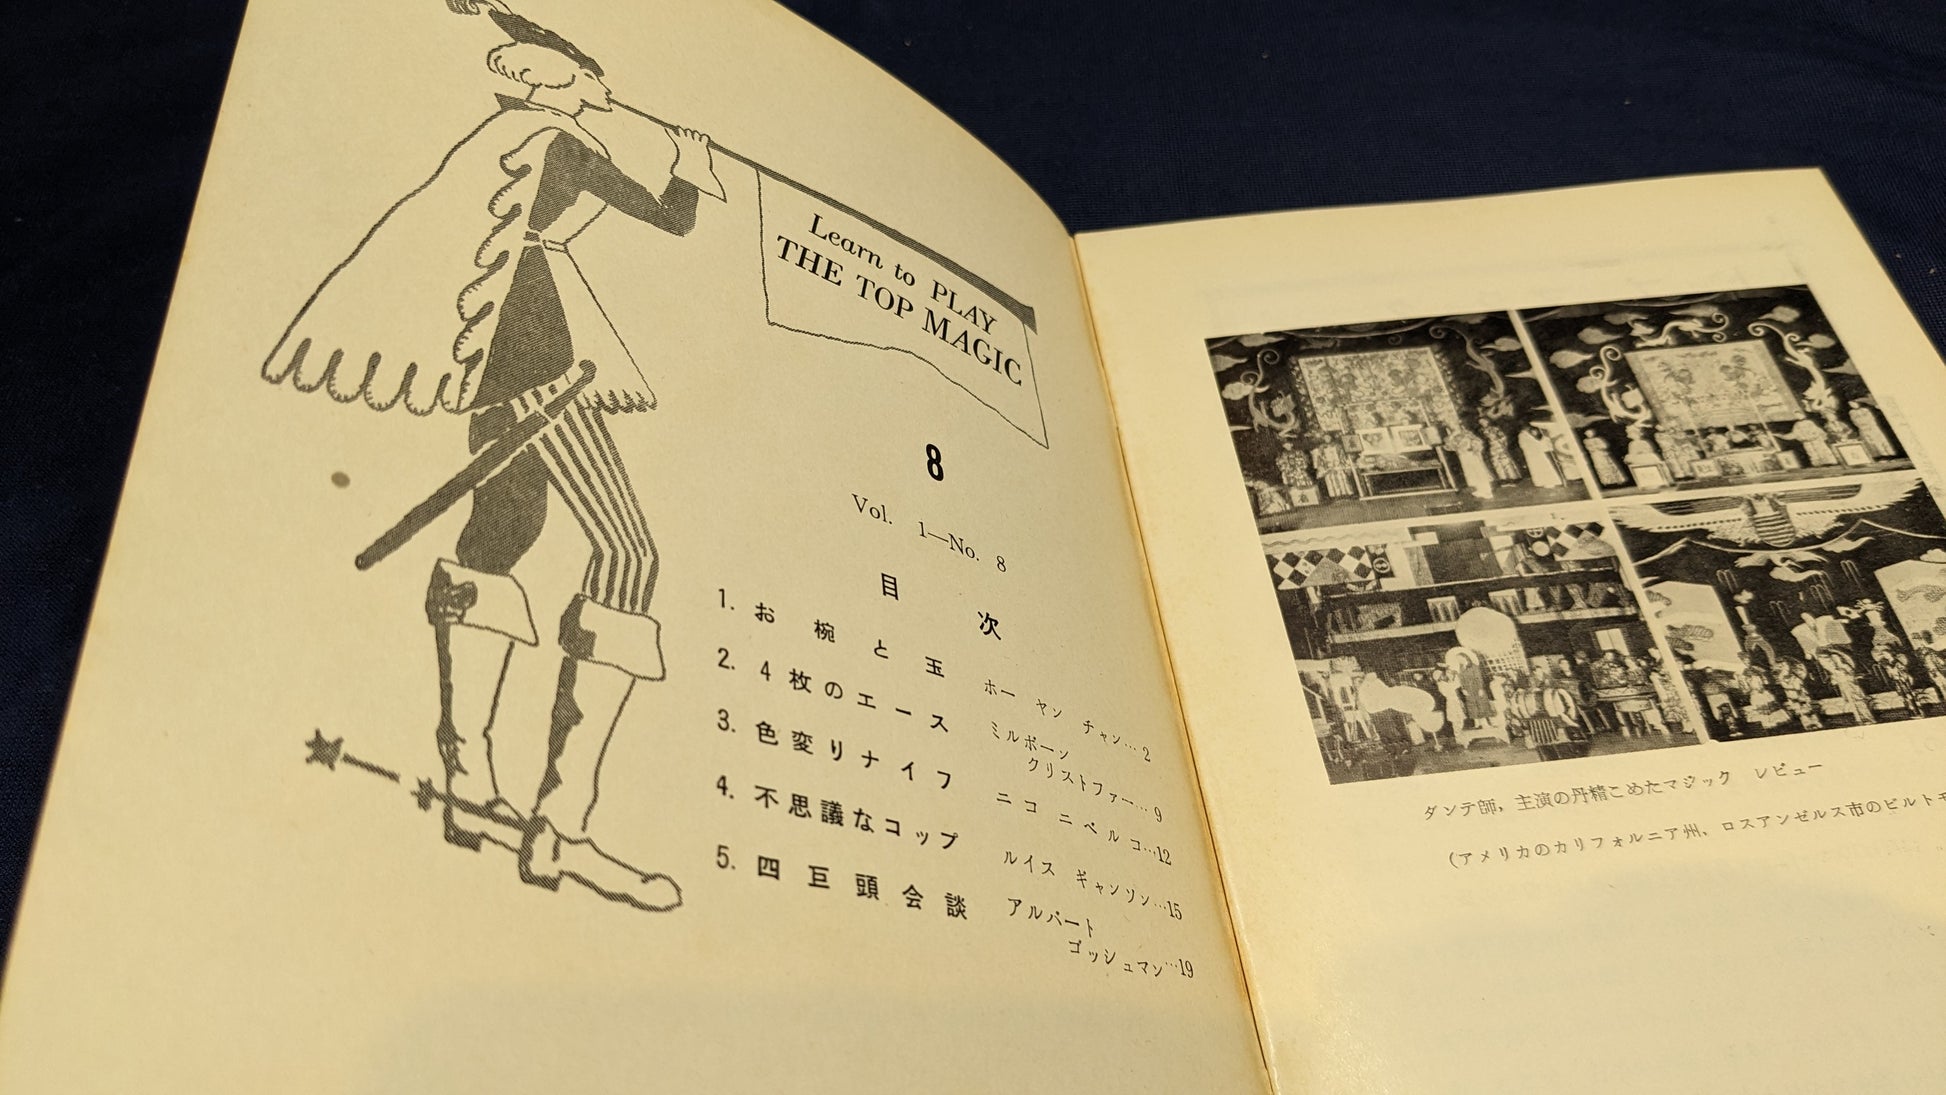 Learn to PLAY
THE TOP MAGIC
8
Vol. 1—No. 8
目次
1. お椀と玉 ホー ヤン チャン…2
2. 4枚のエース ミルボーン
クリストファー…9
3. 色変りナイフ ニコ ニペルコ…12
4. 不思議なコップ ルイス ギャンソン…15
5. 四巨頭会談 アルバート
ゴッシュマン…19
ダンテ師，主演の丹精こめたマジック レビュー
(アメリカのカリフォルニア州、ロスアンゼルス市のビルトモ